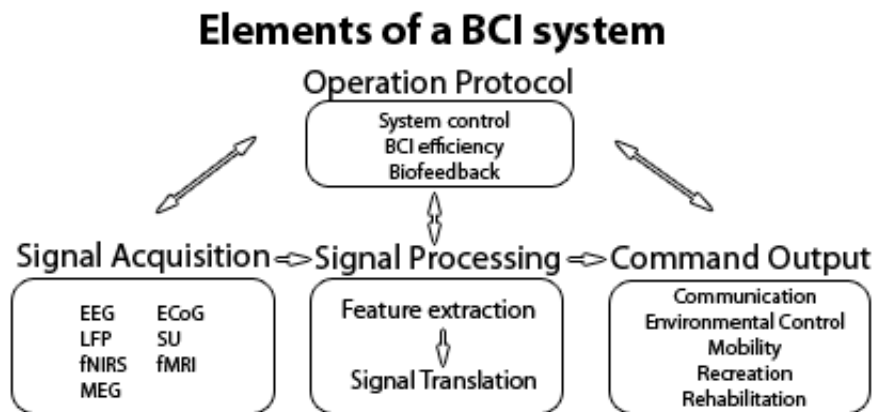 Elements of a BCI system
Operation Protocol
System control
BCI efficiency
Biofeedback
Signal Acquisition
Signal Processing
Command Output
EEG ECoG
LFP SU
fNIRS fMRI
MEG
Feature extraction
Signal Translation
Communication
Environmental Control
Mobility
Recreation
Rehabilitation